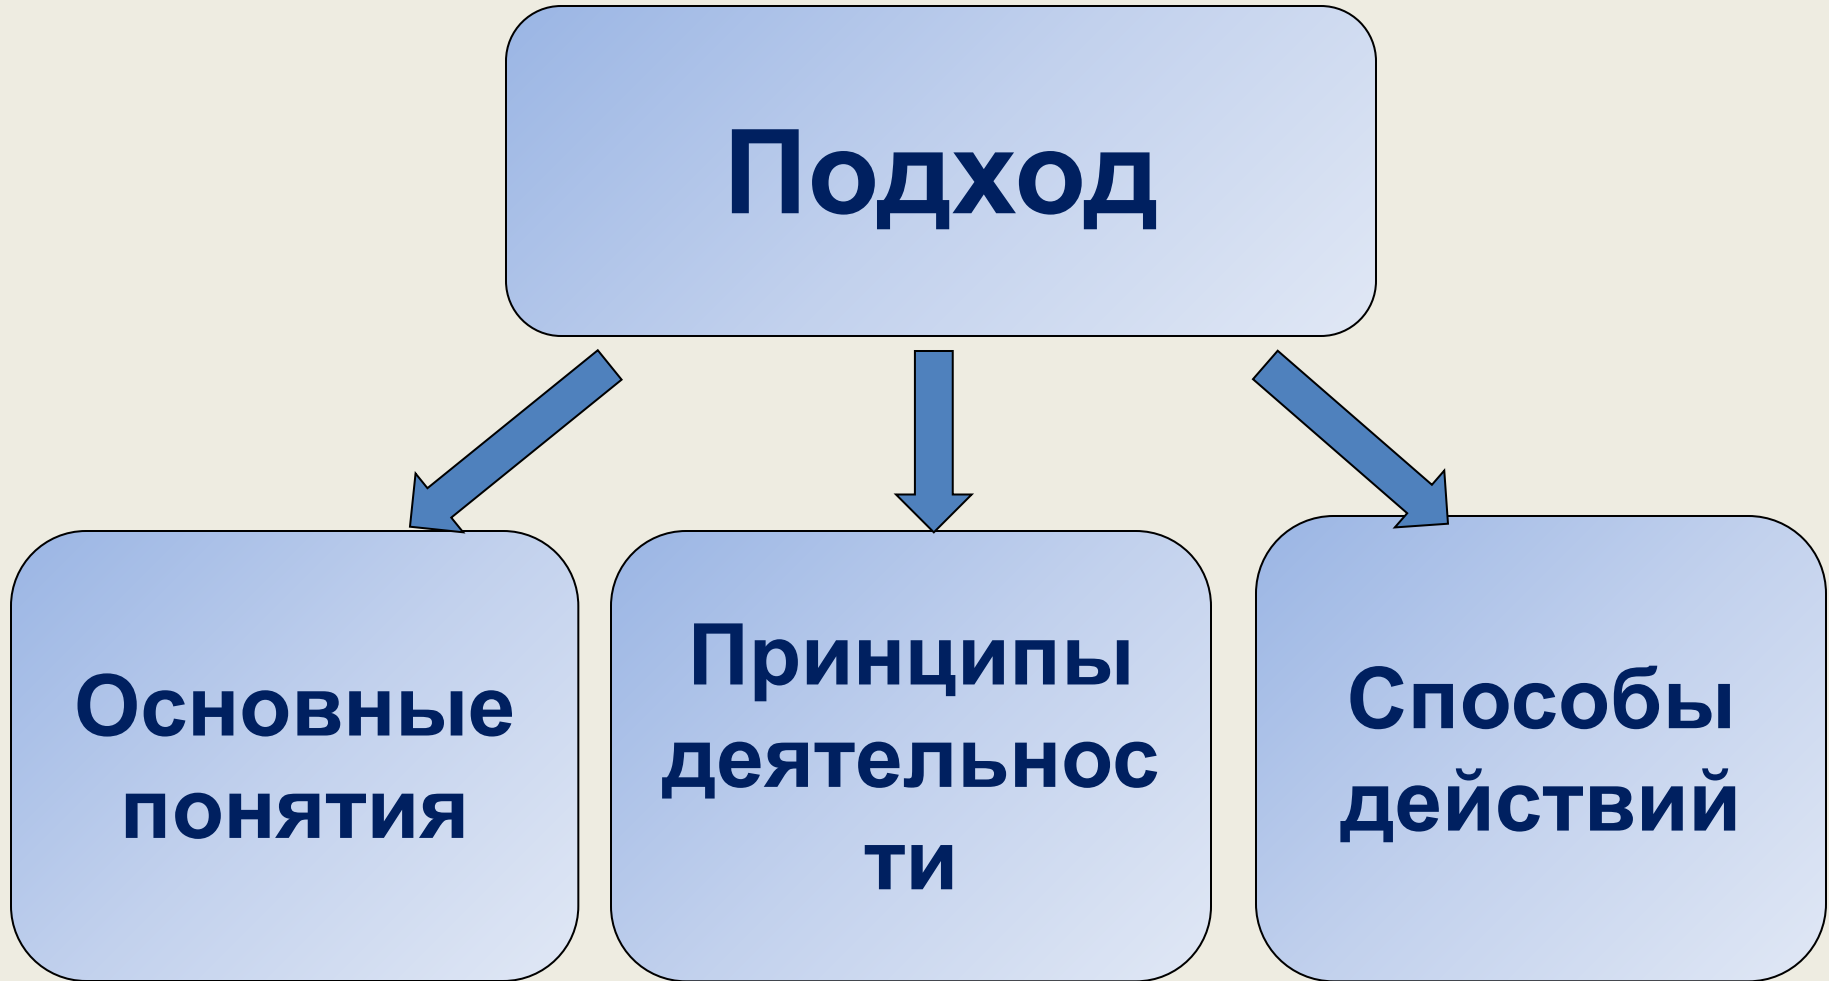 Подход
Основные
понятия
Принципы
деятельнос
ти
Способы
действий